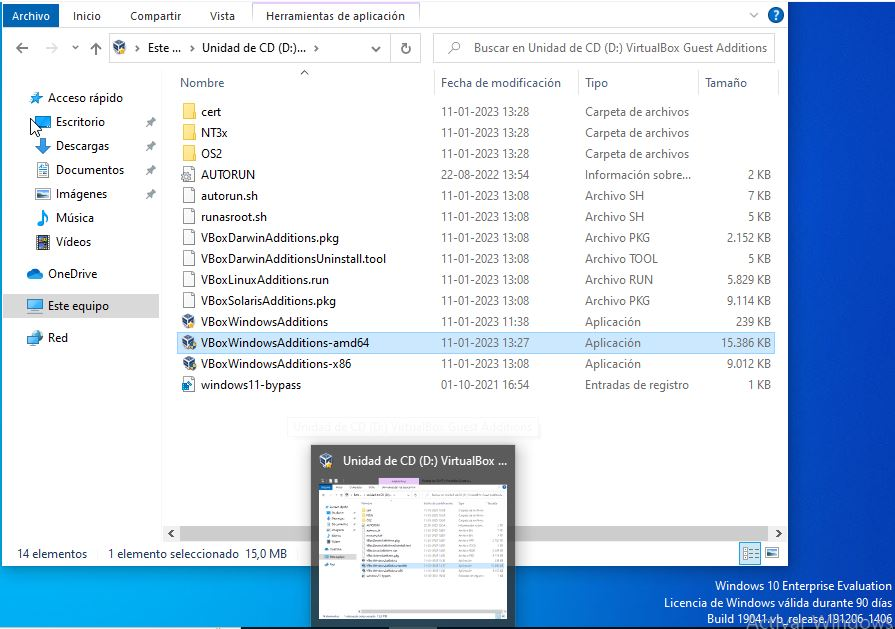 Archivo Inicio Compartir Vista Herramientas de aplicación
Este ... Unidad de CD (D:)... Buscar en Unidad de CD (D:) VirtualBox Guest Additions
Nombre Fecha de modificación Tipo Tamaño
Acceso rápido
Escritorio
Descargas
Documentos
Imágenes
Música
Vídeos
OneDrive
Este equipo
Red
cert 11-01-2023 13:28 Carpeta de archivos
NT3x 11-01-2023 13:28 Carpeta de archivos
OS2 11-01-2023 13:28 Carpeta de archivos
AUTORUN 22-08-2022 13:54 Información sobre... 2 KB
autorun.sh 11-01-2023 13:08 Archivo SH 7 KB
runasroot.sh 11-01-2023 13:08 Archivo SH 5 KB
VBoxDarwinAdditions.pkg 11-01-2023 13:08 Archivo PKG 2.152 KB
VBoxDarwinAdditionsUninstall.tool 11-01-2023 13:08 Archivo TOOL 5 KB
VBoxLinuxAdditions.run 11-01-2023 13:08 Archivo RUN 5.829 KB
VBoxSolarisAdditions.pkg 11-01-2023 13:08 Archivo PKG 9.114 KB
VBoxWindowsAdditions 11-01-2023 11:38 Aplicación 239 KB
VBoxWindowsAdditions-amd64 11-01-2023 13:27 Aplicación 15.386 KB
VBoxWindowsAdditions-x86 11-01-2023 13:08 Aplicación 9.012 KB
windows11-bypass 01-10-2021 16:54 Entradas de registro 1 KB
Unidad de CD (D:) VirtualBox Guest Additions
Unidad de CD (D:) VirtualBox ...
14 elementos 1 elemento seleccionado 15,0 MB
Windows 10 Enterprise Evaluation
Licencia de Windows válida durante 90 días
Build 19041.vb_release.191206-1406
Activar Windows